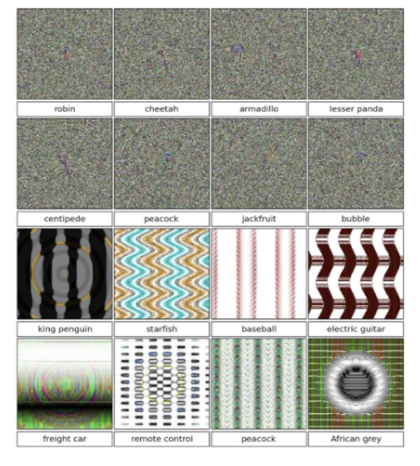 robin cheetah armadillo lesser panda
centipede peacock jackfruit bubble
king penguin starfish baseball electric guitar
freight car remote control peacock African grey